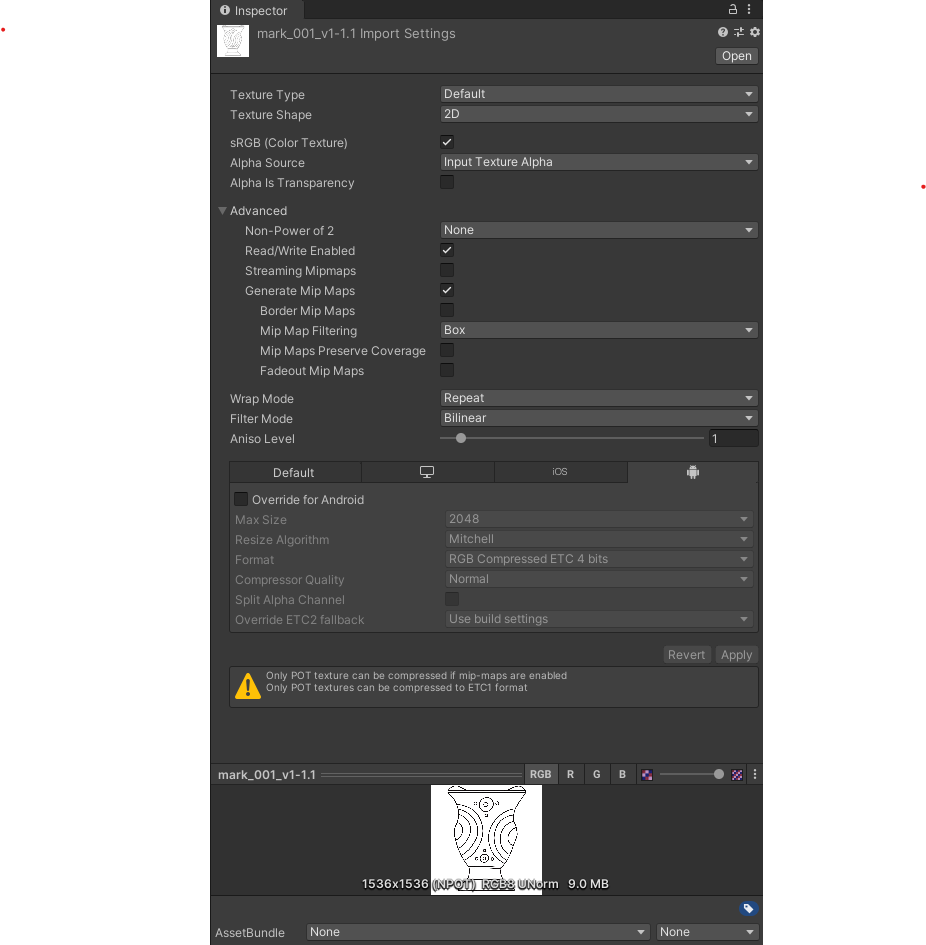 Inspector
mark_001_v1-1.1 Import Settings
Open
Texture Type Default
Texture Shape 2D
sRGB (Color Texture)
Alpha Source Input Texture Alpha
Alpha Is Transparency
Advanced
Non-Power of 2 None
Read/Write Enabled
Streaming Mipmaps
Generate Mip Maps
Border Mip Maps
Mip Map Filtering Box
Mip Maps Preserve Coverage
Fadeout Mip Maps
Wrap Mode Repeat
Filter Mode Bilinear
Aniso Level 1
Default iOS
Override for Android
Max Size 2048
Resize Algorithm Mitchell
Format RGB Compressed ETC 4 bits
Compressor Quality Normal
Split Alpha Channel
Override ETC2 fallback Use build settings
Revert Apply
Only POT texture can be compressed if mip-maps are enabled
Only POT textures can be compressed to ETC1 format
mark_001_v1-1.1 RGB R G B
1536x1536 (NPOT) RGB8 UNorm 9.0 MB
AssetBundle None None